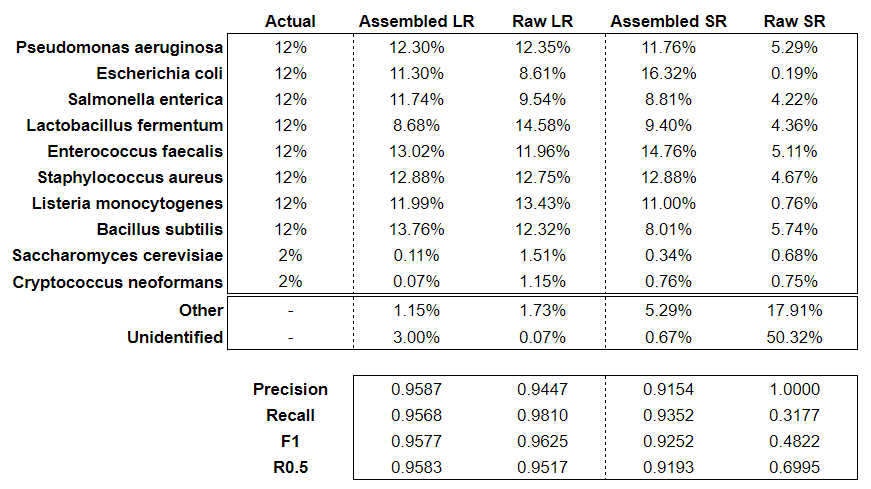 Actual Assembled LR Raw LR Assembled SR Raw SR
Pseudomonas aeruginosa 12% 12.30% 12.35% 11.76% 5.29%
Escherichia coli 12% 11.30% 8.61% 16.32% 0.19%
Salmonella enterica 12% 11.74% 9.54% 8.81% 4.22%
Lactobacillus fermentum 12% 8.68% 14.58% 9.40% 4.36%
Enterococcus faecalis 12% 13.02% 11.96% 14.76% 5.11%
Staphylococcus aureus 12% 12.88% 12.75% 12.88% 4.67%
Listeria monocytogenes 12% 11.99% 13.43% 11.00% 0.76%
Bacillus subtilis 12% 13.76% 12.32% 8.01% 5.74%
Saccharomyces cerevisiae 2% 0.11% 1.51% 0.34% 0.68%
Cryptococcus neoformans 2% 0.07% 1.15% 0.76% 0.75%
Other - 1.15% 1.73% 5.29% 17.91%
Unidentified - 3.00% 0.07% 0.67% 50.32%
Precision 0.9587 0.9447 0.9154 1.0000
Recall 0.9568 0.9810 0.9352 0.3177
F1 0.9577 0.9625 0.9252 0.4822
R0.5 0.9583 0.9517 0.9193 0.6995